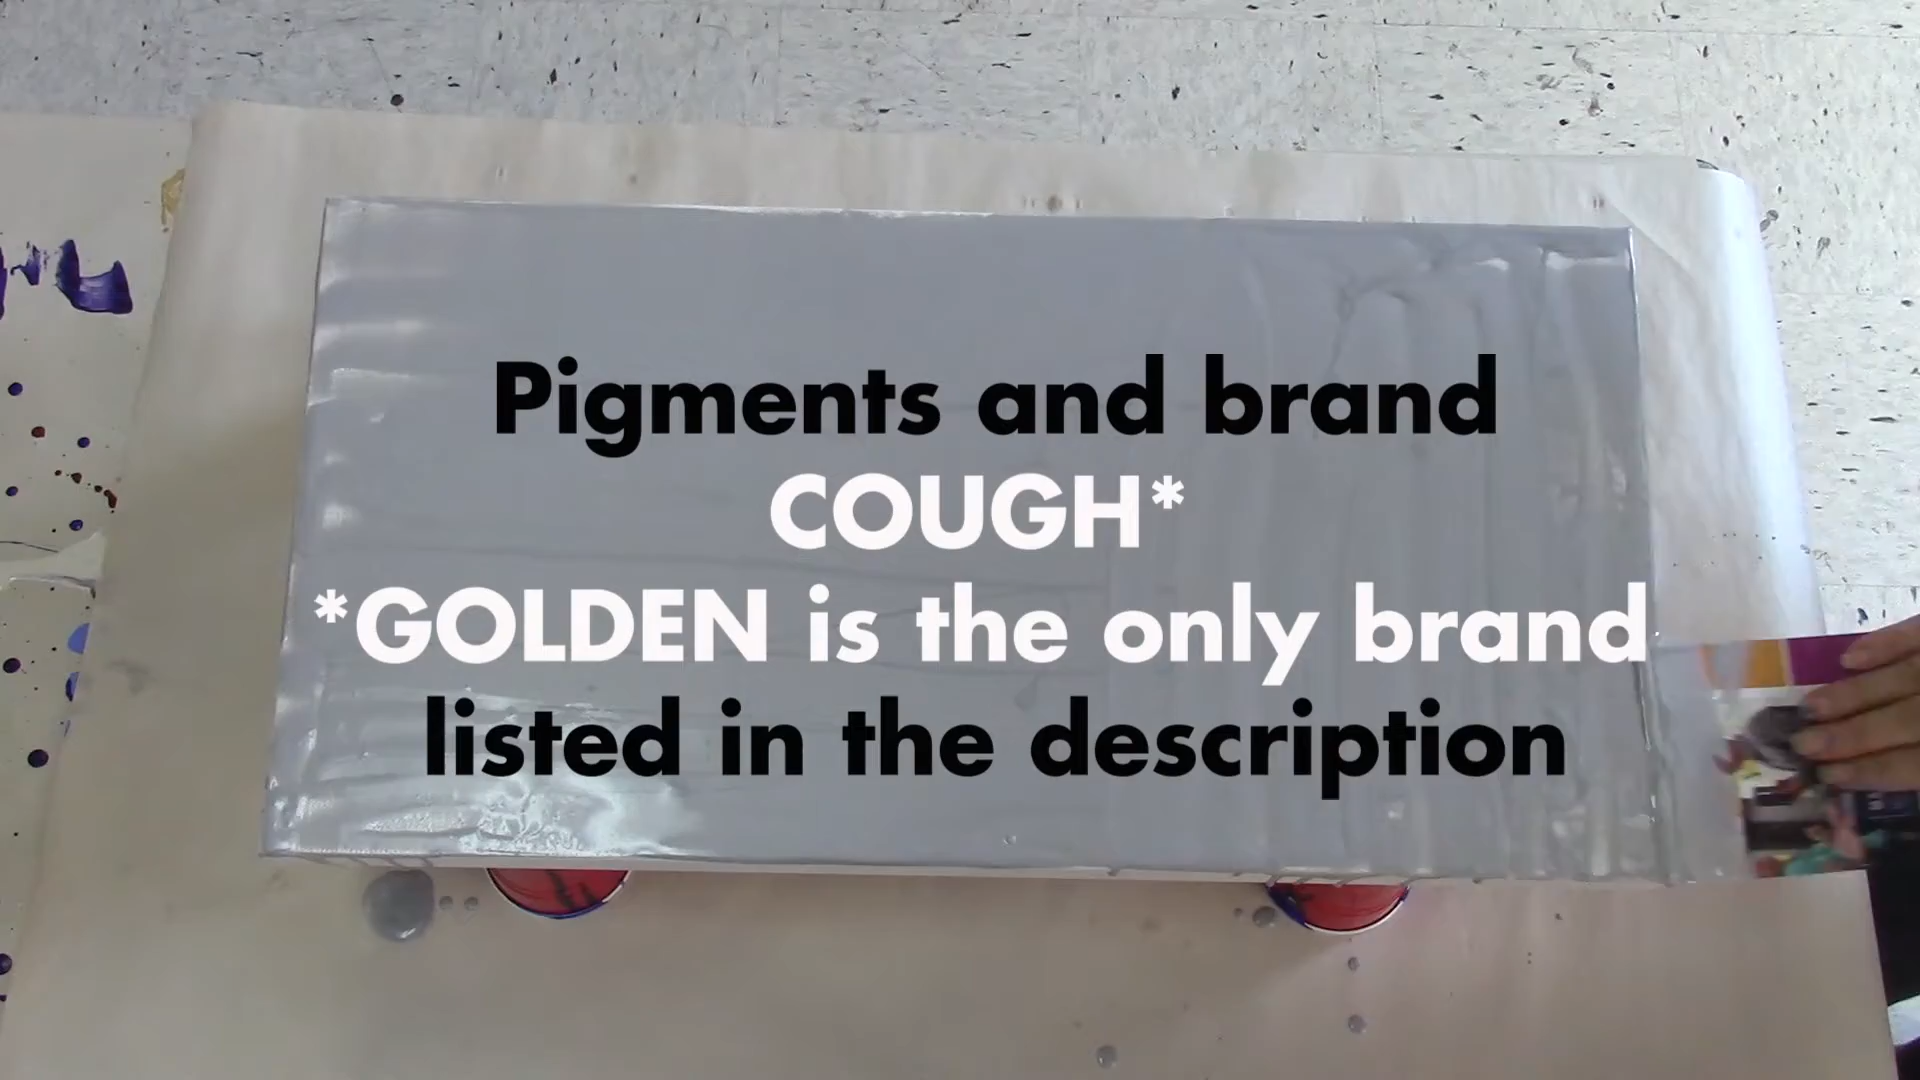 Pigments and brand
COUGH*
*GOLDEN is the only brand
listed in the description